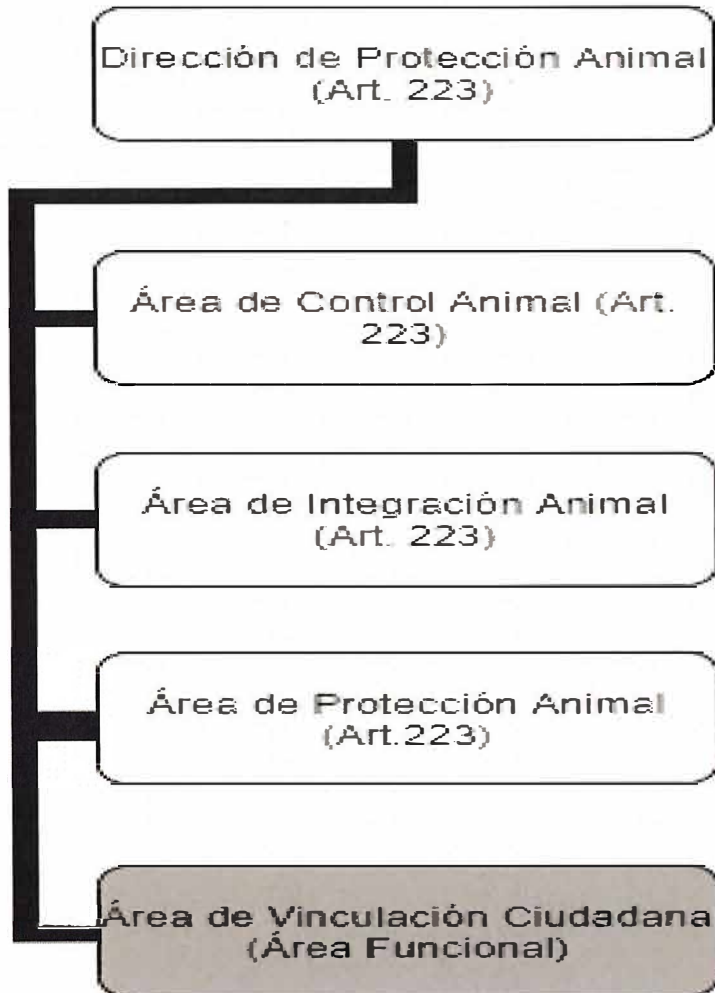 Dirección de Protección Animal
(Art. 223)
Área de Control Animal (Art.
223)
Área de Integración Animal
(Art. 223)
Área de Protección Animal
(Art.223)
Área de Vinculación Ciudadana
(Área Funcional)